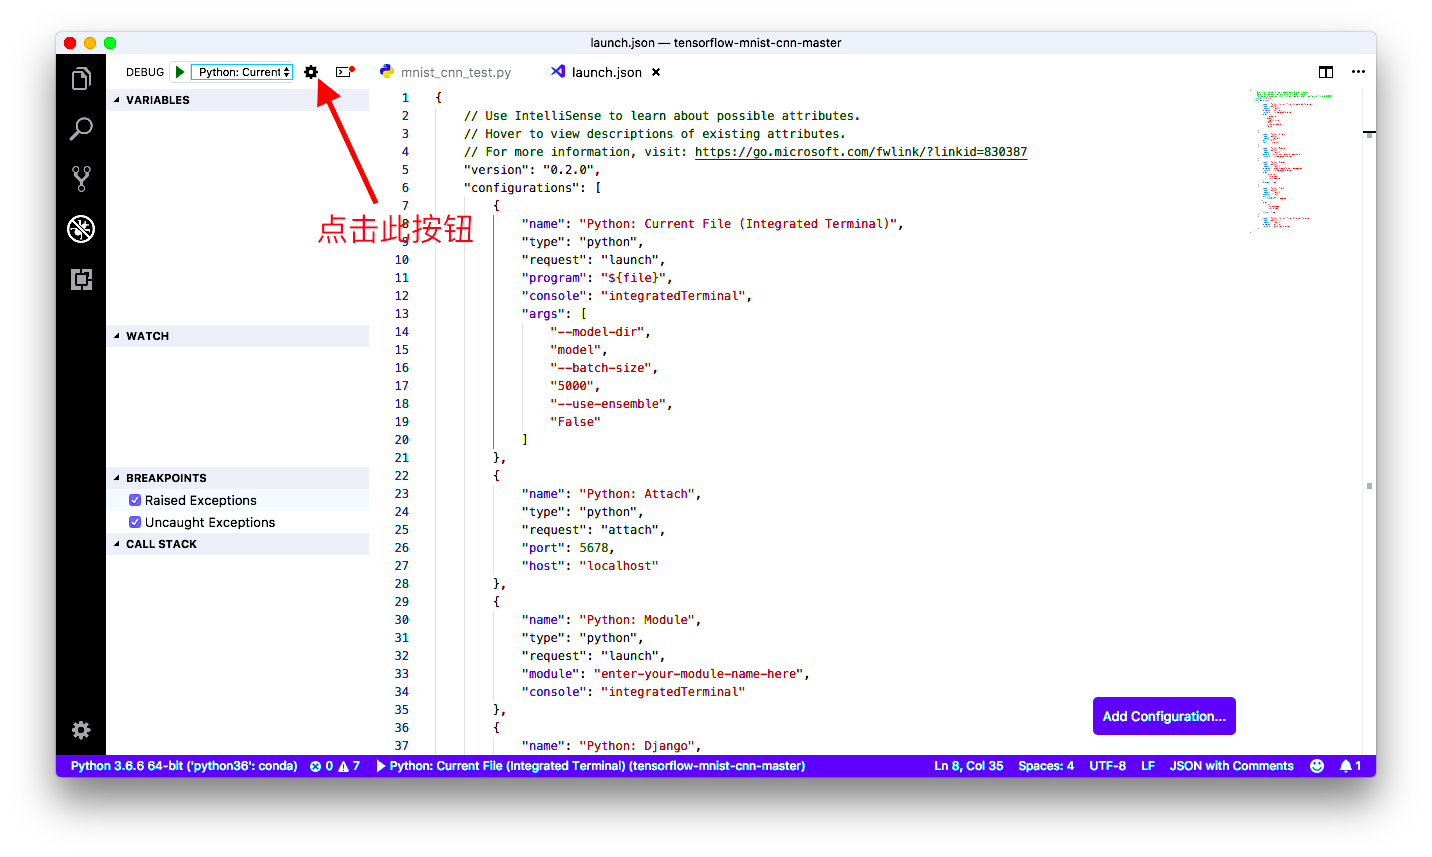 launch.json — tensorflow-mnist-cnn-master
DEBUG
Python: Current
mnist_cnn_test.py
launch.json
VARIABLES
WATCH
BREAKPOINTS
Raised Exceptions
Uncaught Exceptions
CALL STACK
点击此按钮
1 {
2 // Use IntelliSense to learn about possible attributes.
3 // Hover to view descriptions of existing attributes.
4 // For more information, visit: https://go.microsoft.com/fwlink/?linkid=830387
5 "version": "0.2.0",
6 "configurations": [
7 {
8 "name": "Python: Current File (Integrated Terminal)",
9 "type": "python",
10 "request": "launch",
11 "program": "${file}",
12 "console": "integratedTerminal",
13 "args": [
14 "--model-dir",
15 "model",
16 "--batch-size",
17 "5000",
18 "--use-ensemble",
19 "False"
20 ]
21 },
22 {
23 "name": "Python: Attach",
24 "type": "python",
25 "request": "attach",
26 "port": 5678,
27 "host": "localhost"
28 },
29 {
30 "name": "Python: Module",
31 "type": "python",
32 "request": "launch",
33 "module": "enter-your-module-name-here",
34 "console": "integratedTerminal"
35 },
36 {
37 "name": "Python: Django",
Add Configuration...
Python 3.6.6 64-bit ('python36': conda) 0 7 Python: Current File (Integrated Terminal) (tensorflow-mnist-cnn-master) Ln 8, Col 35 Spaces: 4 UTF-8 LF JSON with Comments 1